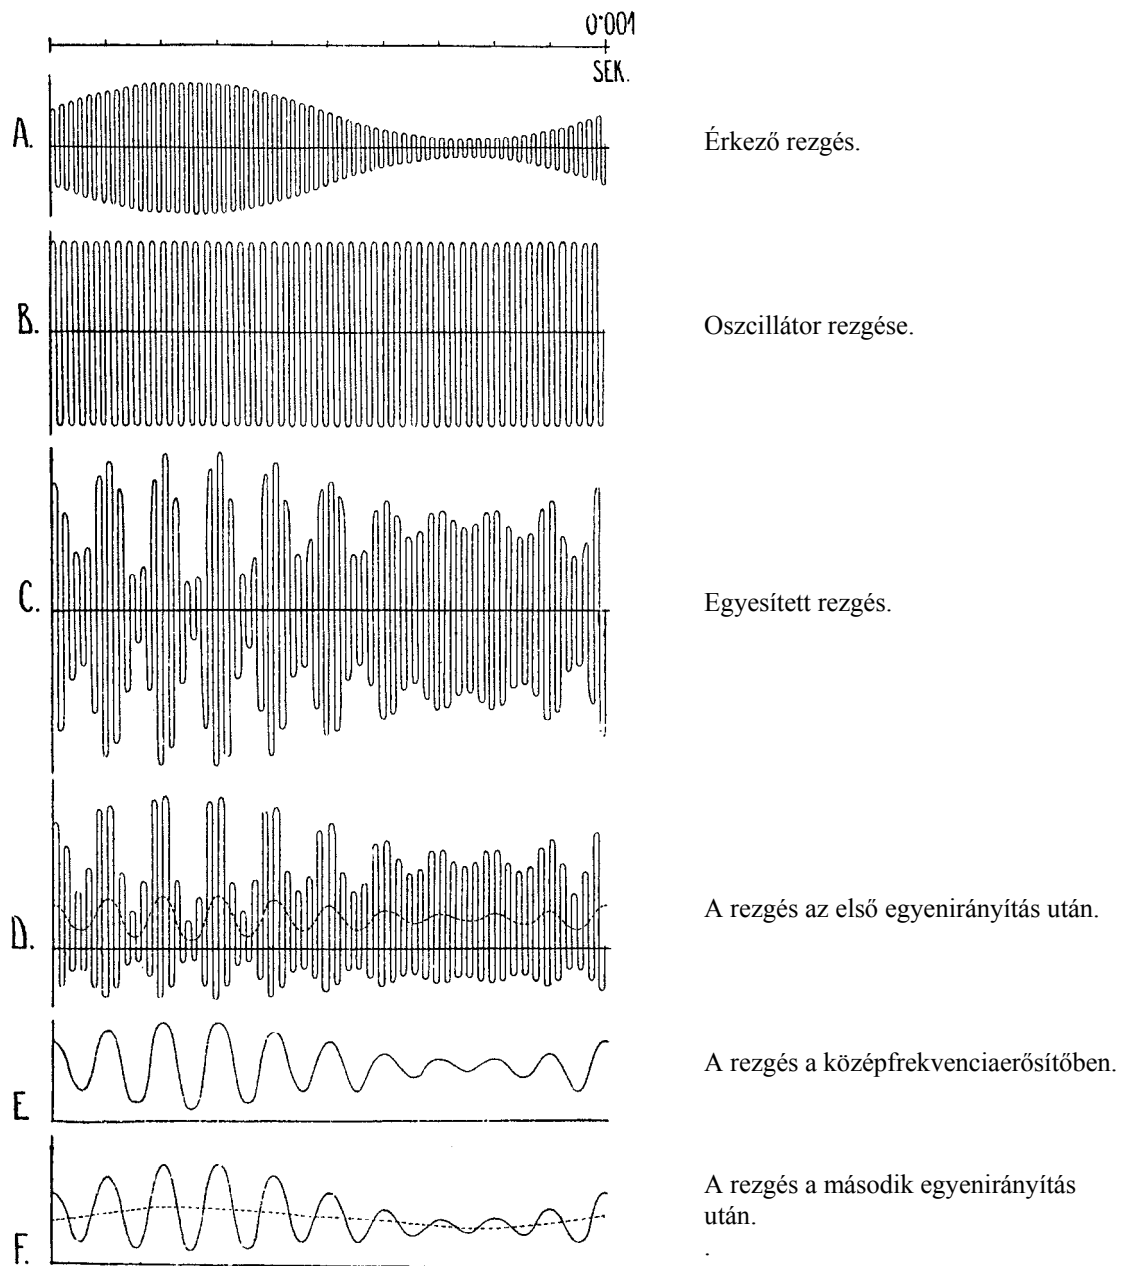 0·001
SEK.
A.
Érkező rezgés.
B.
Oszcillátor rezgése.
C.
Egyesített rezgés.
D.
A rezgés az első egyenirányítás után.
E
A rezgés a középfrekvenciaerősítőben.
F.
A rezgés a második egyenirányítás
után.
.